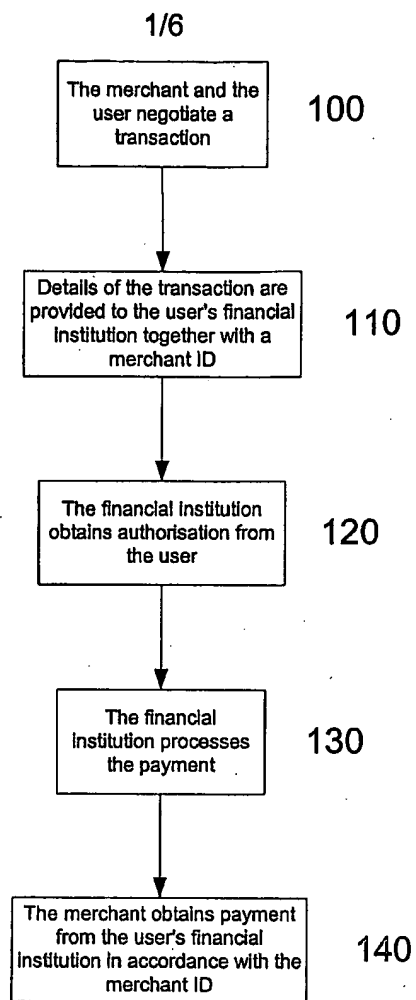 1/6
The merchant and the
user negotiate a
transaction
100
Details of the transaction are
provided to the user's financial
institution together with a
merchant ID
110
The financial institution
obtains authorisation from
the user
120
The financial
institution processes
the payment
130
The merchant obtains payment
from the user's financial
institution in accordance with the
merchant ID
140